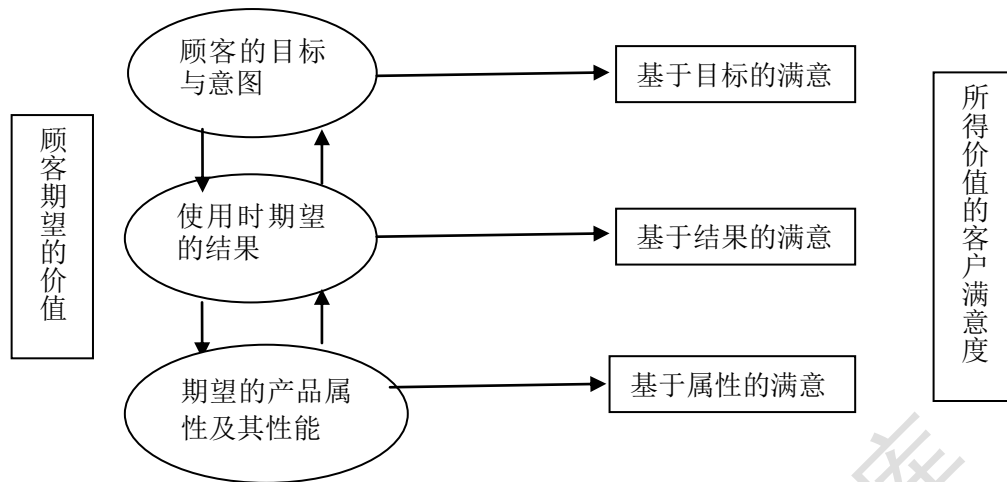 顾客期望的价值
顾客的目标
与意图
使用时期望
的结果
期望的产品属
性及其性能
基于目标的满意
基于结果的满意
基于属性的满意
所得价值的客户满意度
库